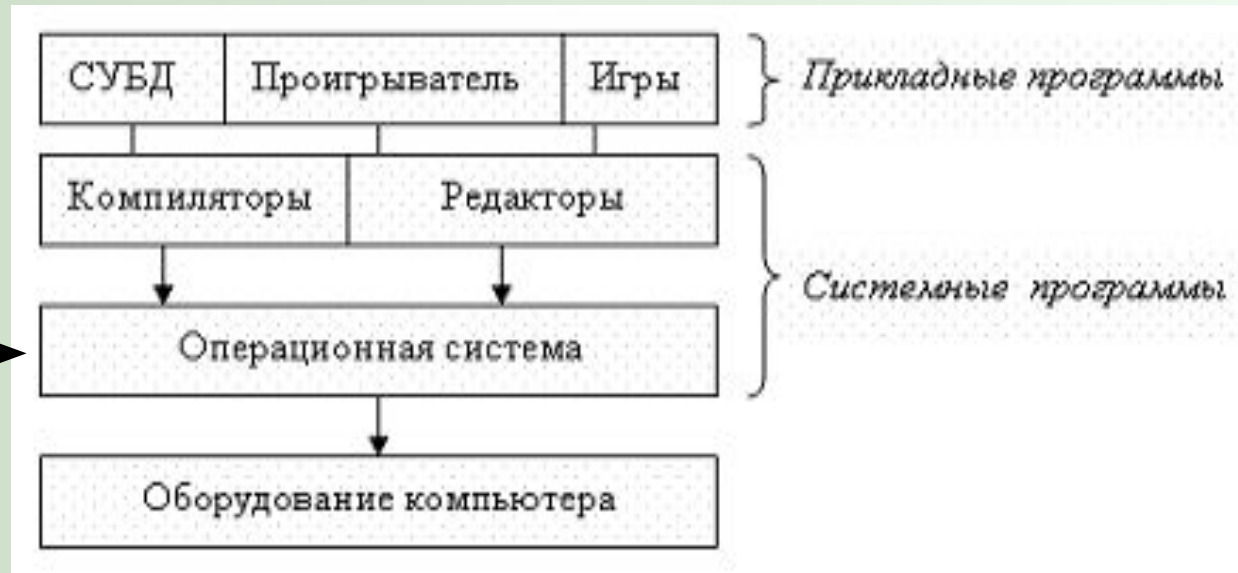 СУБД Проигрыватель Игры Прикладные программы
Компиляторы Редакторы
Системные программы
Операционная система
Оборудование компьютера